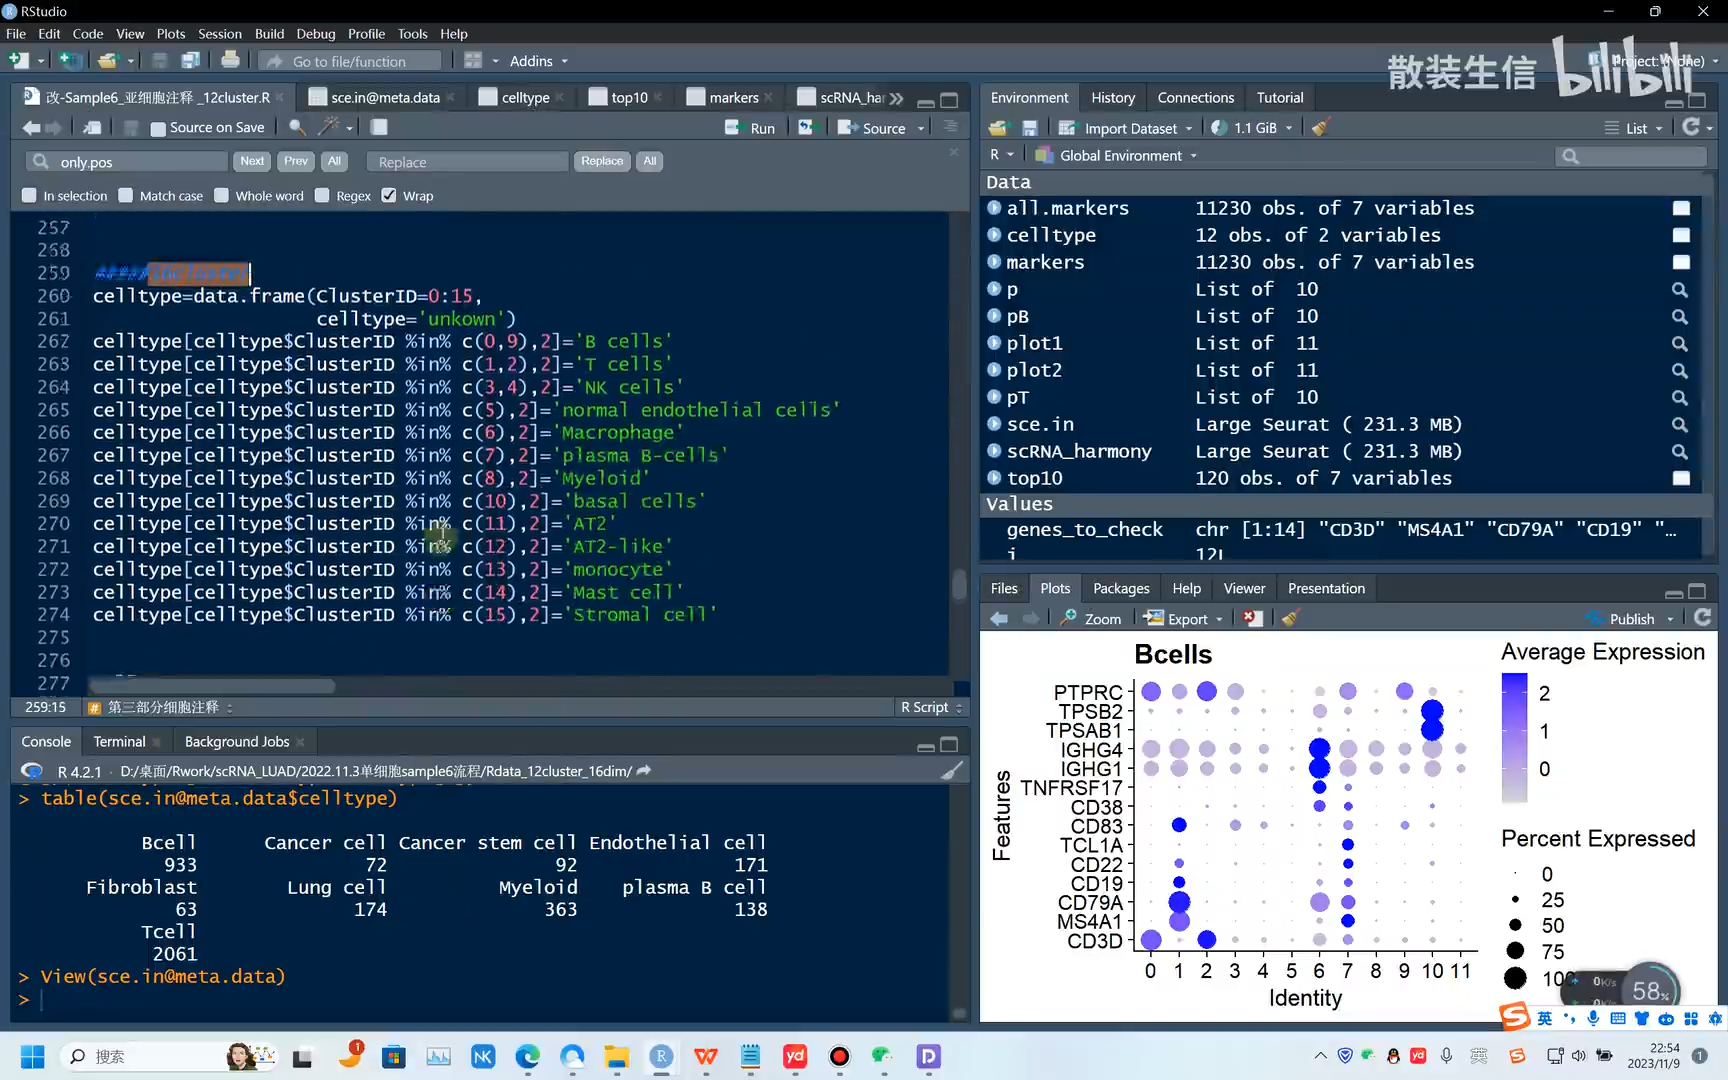 RStudio
File Edit Code View Plots Session Build Debug Profile Tools Help
Go to file/function
Addins
散装生信 bilibili
Project: (None)
改-Sample6_亚细胞注释 _12cluster.R
sce.in@meta.data
celltype
top10
markers
scRNA_ha
Source on Save
Run
Source
only.pos
Next
Prev
All
Replace
Replace
All
In selection
Match case
Whole word
Regex
Wrap
257
258
259
260 celltype=data.frame(ClusterID=0:15,
261 celltype='unkown')
262 celltype[celltype$ClusterID %in% c(0,9),2]='B cells'
263 celltype[celltype$ClusterID %in% c(1,2),2]='T cells'
264 celltype[celltype$ClusterID %in% c(3,4),2]='NK cells'
265 celltype[celltype$ClusterID %in% c(5),2]='normal endothelial cells'
266 celltype[celltype$ClusterID %in% c(6),2]='Macrophage'
267 celltype[celltype$ClusterID %in% c(7),2]='plasma B-cells'
268 celltype[celltype$ClusterID %in% c(8),2]='Myeloid'
269 celltype[celltype$ClusterID %in% c(10),2]='basal cells'
270 celltype[celltype$ClusterID %in% c(11),2]='AT2'
271 celltype[celltype$ClusterID %in% c(12),2]='AT2-like'
272 celltype[celltype$ClusterID %in% c(13),2]='monocyte'
273 celltype[celltype$ClusterID %in% c(14),2]='Mast cell'
274 celltype[celltype$ClusterID %in% c(15),2]='Stromal cell'
275
276
277
259:15
# 第三部分细胞注释
R Script
Console Terminal Background Jobs
R 4.2.1 · D:/桌面/Rwork/scRNA_LUAD/2022.11.3单细胞sample6流程/Rdata_12cluster_16dim/
> table(sce.in@meta.data$celltype)
Bcell Cancer cell Cancer stem cell Endothelial cell
933 72 92 171
Fibroblast Lung cell Myeloid plasma B cell
63 174 363 138
Tcell
2061
> View(sce.in@meta.data)
>
Environment History Connections Tutorial
Import Dataset
1.1 GiB
List
R
Global Environment
Data
all.markers 11230 obs. of 7 variables
celltype 12 obs. of 2 variables
markers 11230 obs. of 7 variables
p List of 10
pB List of 10
plot1 List of 11
plot2 List of 11
pT List of 10
sce.in Large Seurat ( 231.3 MB)
scRNA_harmony Large Seurat ( 231.3 MB)
top10 120 obs. of 7 variables
Values
genes_to_check chr [1:14] "CD3D" "MS4A1" "CD79A" "CD19" "…
i 12L
Files Plots Packages Help Viewer Presentation
Zoom
Export
Publish
Bcells
Features
PTPRC
TPSB2
TPSAB1
IGHG4
IGHG1
TNFRSF17
CD38
CD83
TCL1A
CD22
CD19
CD79A
MS4A1
CD3D
0 1 2 3 4 5 6 7 8 9 10 11
Identity
Average Expression
2
1
0
Percent Expressed
0
25
50
75
100
0K/s
0K/s
58%
英
搜索
1
NK
yd
英
22:54
2023/11/9
1